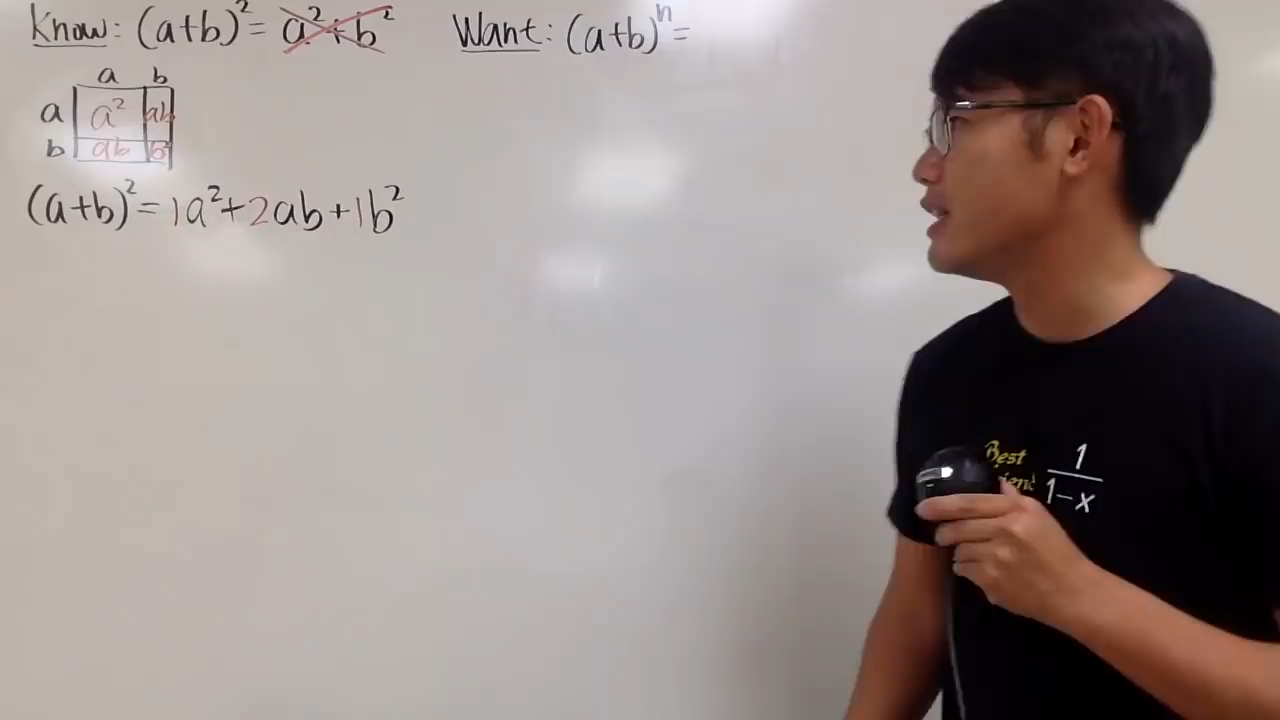 Know: (a+b)² = a²+b²
Want: (a+b)ⁿ =
a b
a a² ab
b ab b²
(a+b)² = 1a²+2ab+1b²
Best
1
1-x